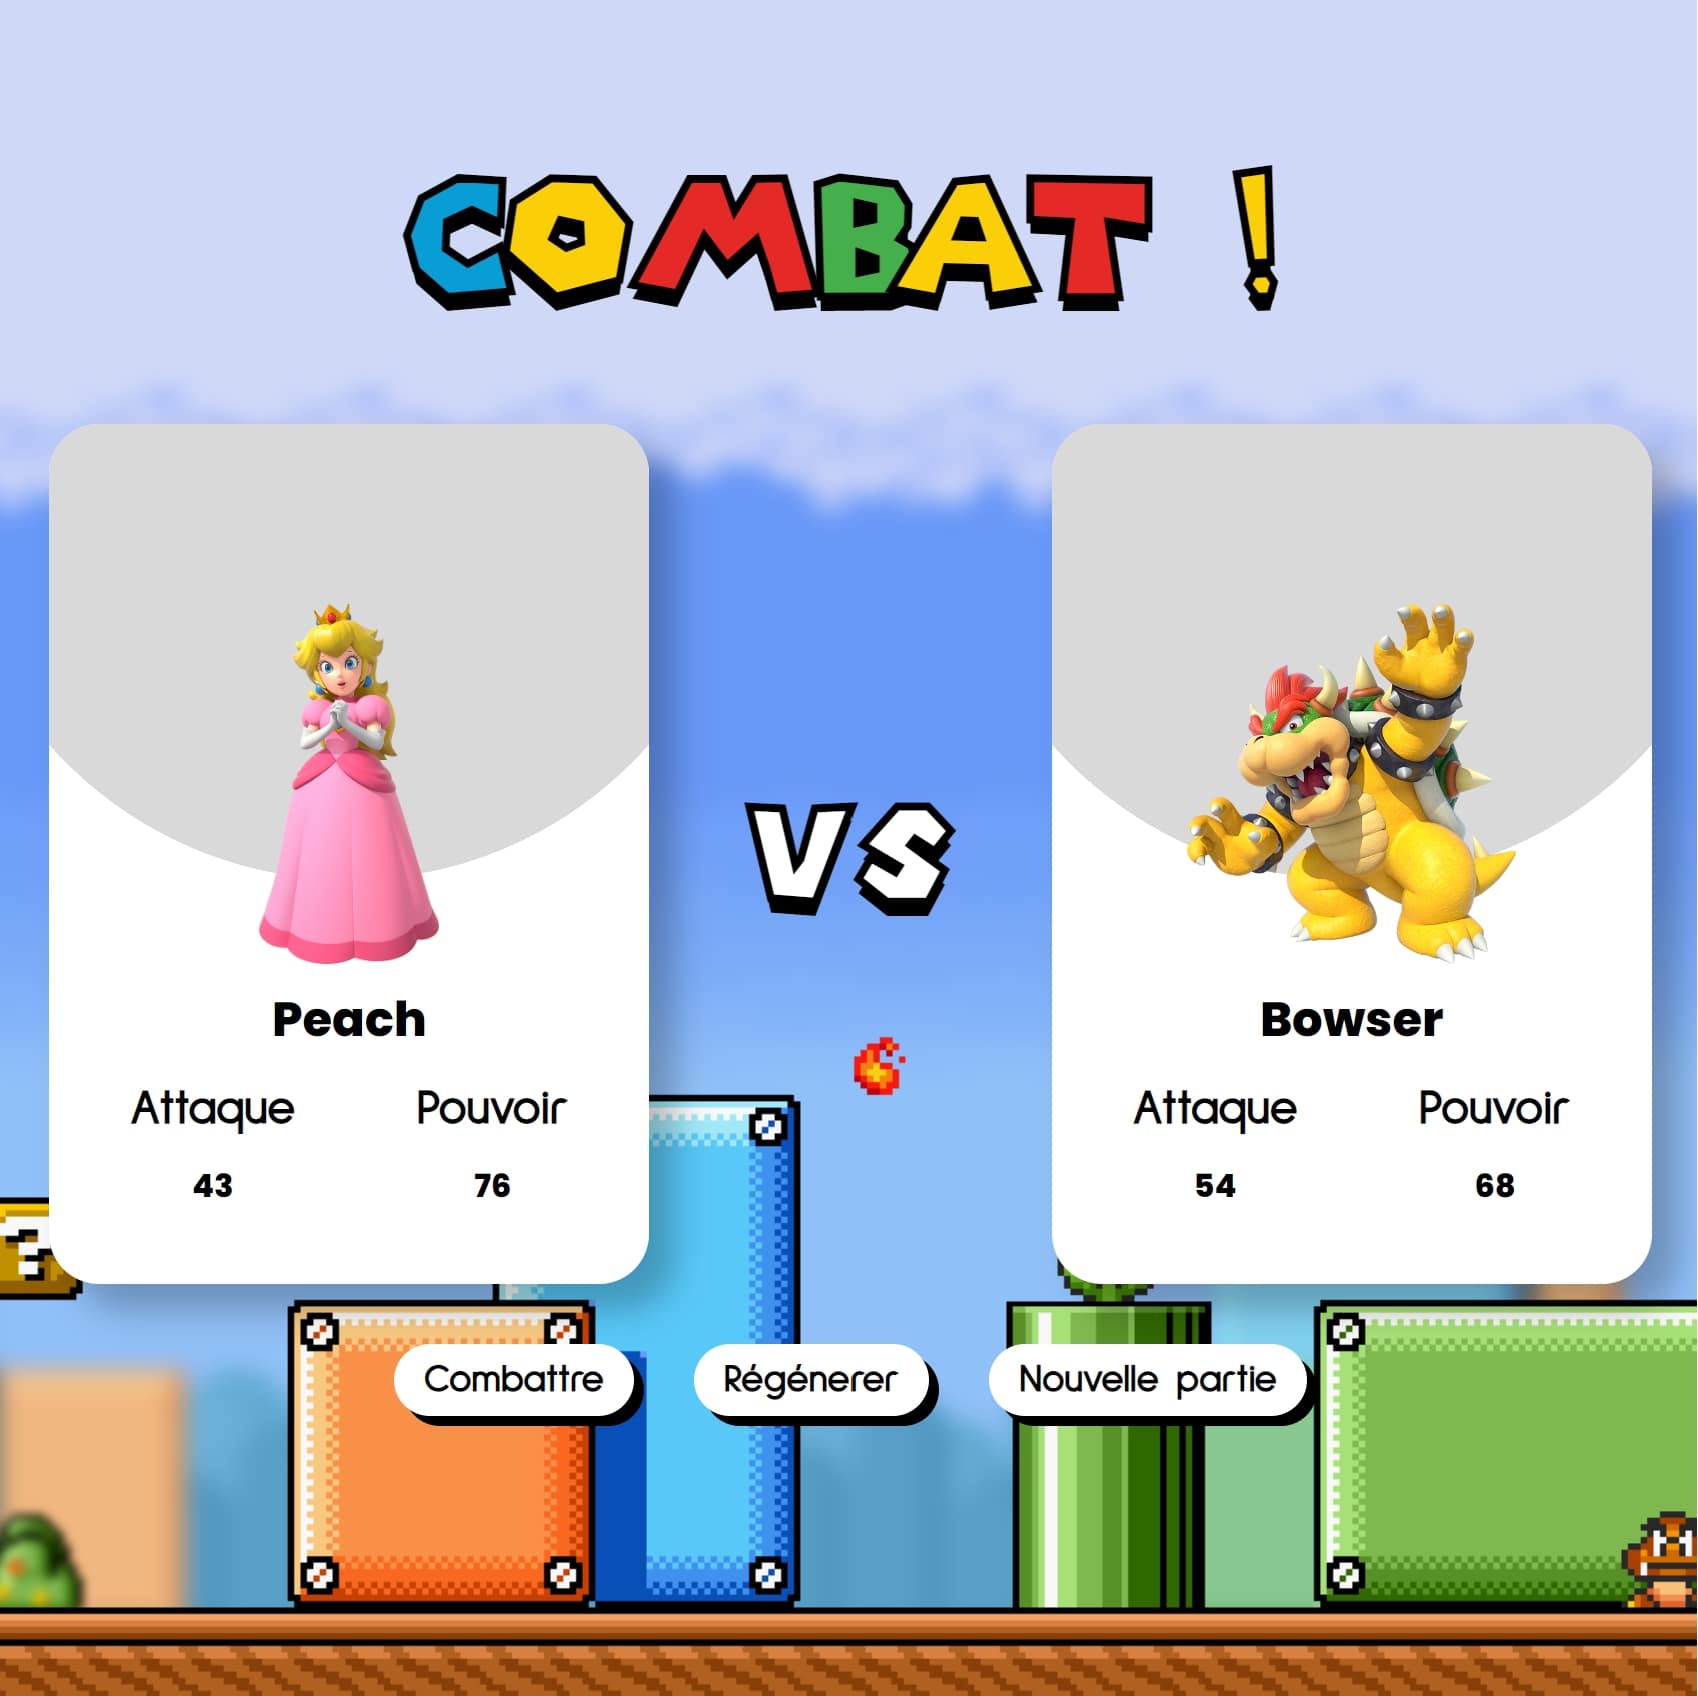 COMBAT !
VS
Peach
Attaque Pouvoir
43 76
Bowser
Attaque Pouvoir
54 68
?
Combattre
Régénerer
Nouvelle partie